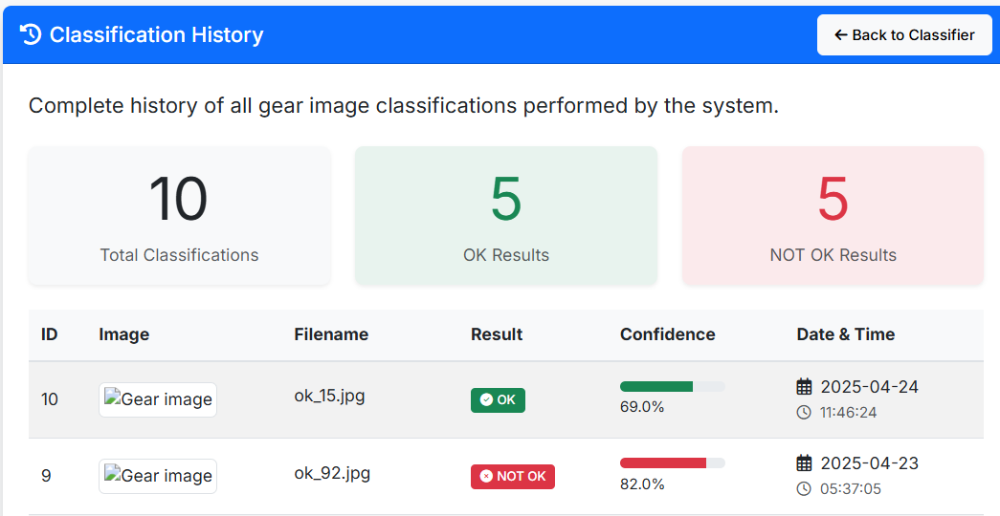 Classification History
← Back to Classifier
Complete history of all gear image classifications performed by the system.
10
Total Classifications
5
OK Results
5
NOT OK Results
ID Image Filename Result Confidence Date & Time
10 Gear image ok_15.jpg OK 69.0% 2025-04-24
11:46:24
9 Gear image ok_92.jpg NOT OK 82.0% 2025-04-23
05:37:05